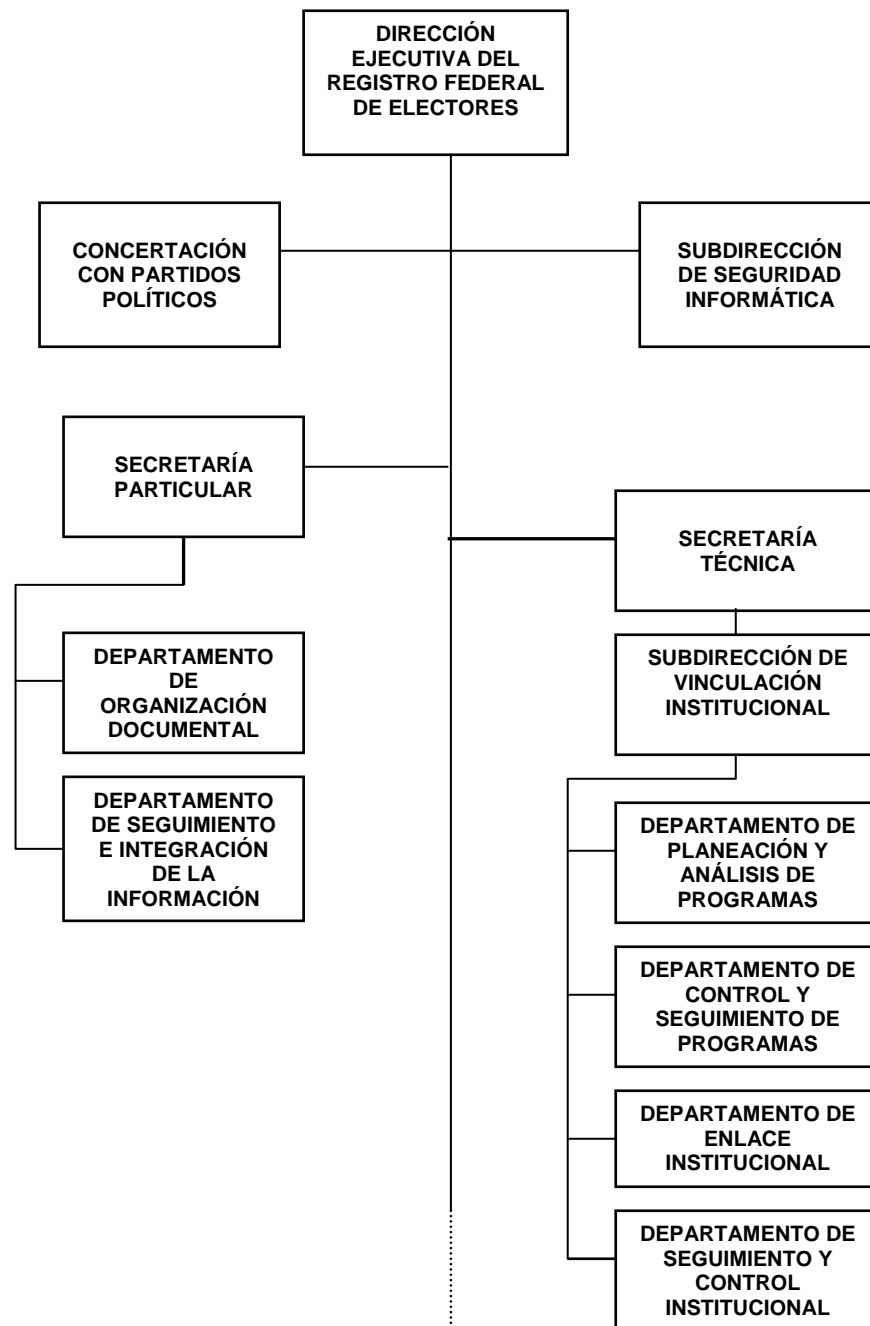 DIRECCIÓN
EJECUTIVA DEL
REGISTRO FEDERAL
DE ELECTORES
CONCERTACIÓN
CON PARTIDOS
POLÍTICOS
SUBDIRECCIÓN
DE SEGURIDAD
INFORMÁTICA
SECRETARÍA
PARTICULAR
SECRETARÍA
TÉCNICA
DEPARTAMENTO
DE
ORGANIZACIÓN
DOCUMENTAL
SUBDIRECCIÓN DE
VINCULACIÓN
INSTITUCIONAL
DEPARTAMENTO
DE SEGUIMIENTO
E INTEGRACIÓN
DE LA
INFORMACIÓN
DEPARTAMENTO DE
PLANEACIÓN Y
ANÁLISIS DE
PROGRAMAS
DEPARTAMENTO DE
CONTROL Y
SEGUIMIENTO DE
PROGRAMAS
DEPARTAMENTO DE
ENLACE
INSTITUCIONAL
DEPARTAMENTO DE
SEGUIMIENTO Y
CONTROL
INSTITUCIONAL